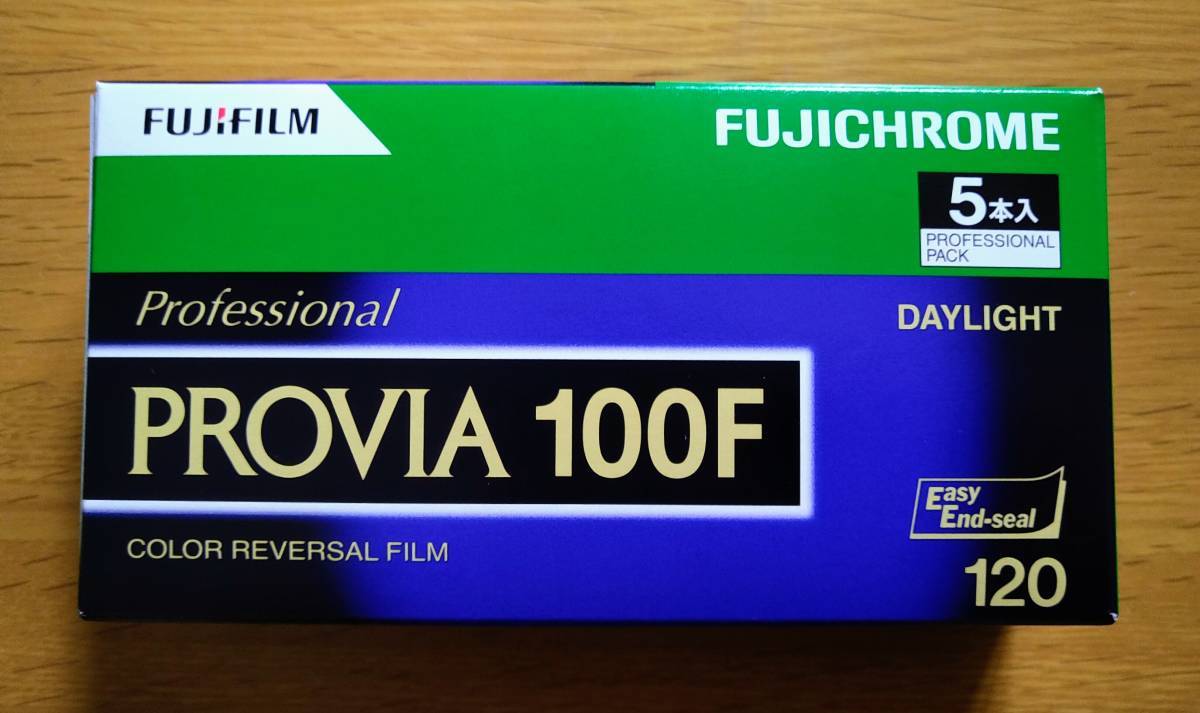 FUJIFILM
FUJICHROME
5本入
PROFESSIONAL
PACK
Professional
DAYLIGHT
PROVIA 100F
Easy
End-seal
COLOR REVERSAL FILM
120